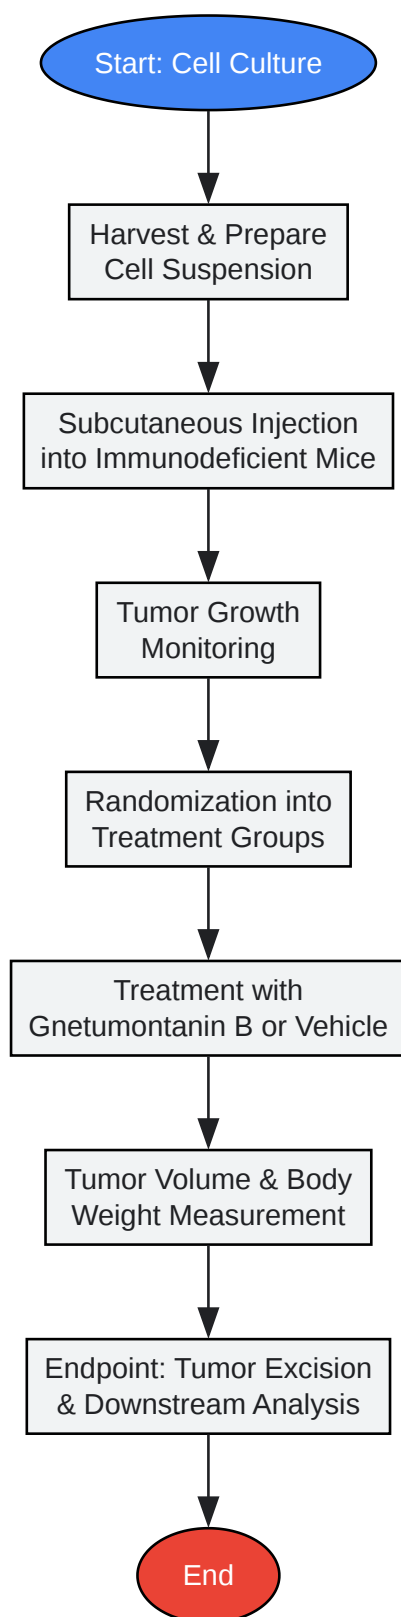 Start: Cell Culture
Harvest & Prepare
Cell Suspension
Subcutaneous Injection
into Immunodeficient Mice
Tumor Growth
Monitoring
Randomization into
Treatment Groups
Treatment with
Gnetumontanin B or Vehicle
Tumor Volume & Body
Weight Measurement
Endpoint: Tumor Excision
& Downstream Analysis
End